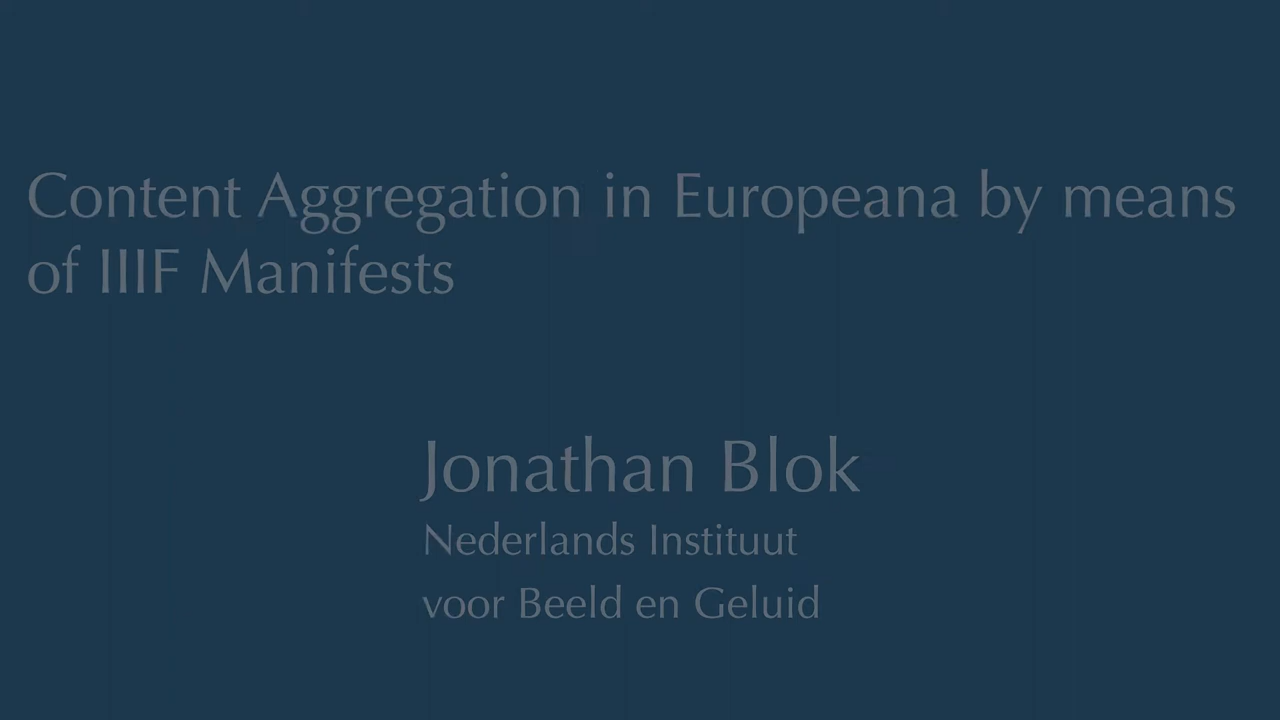 Content Aggregation in Europeana by means
of IIIF Manifests
Jonathan Blok
Nederlands Instituut
voor Beeld en Geluid